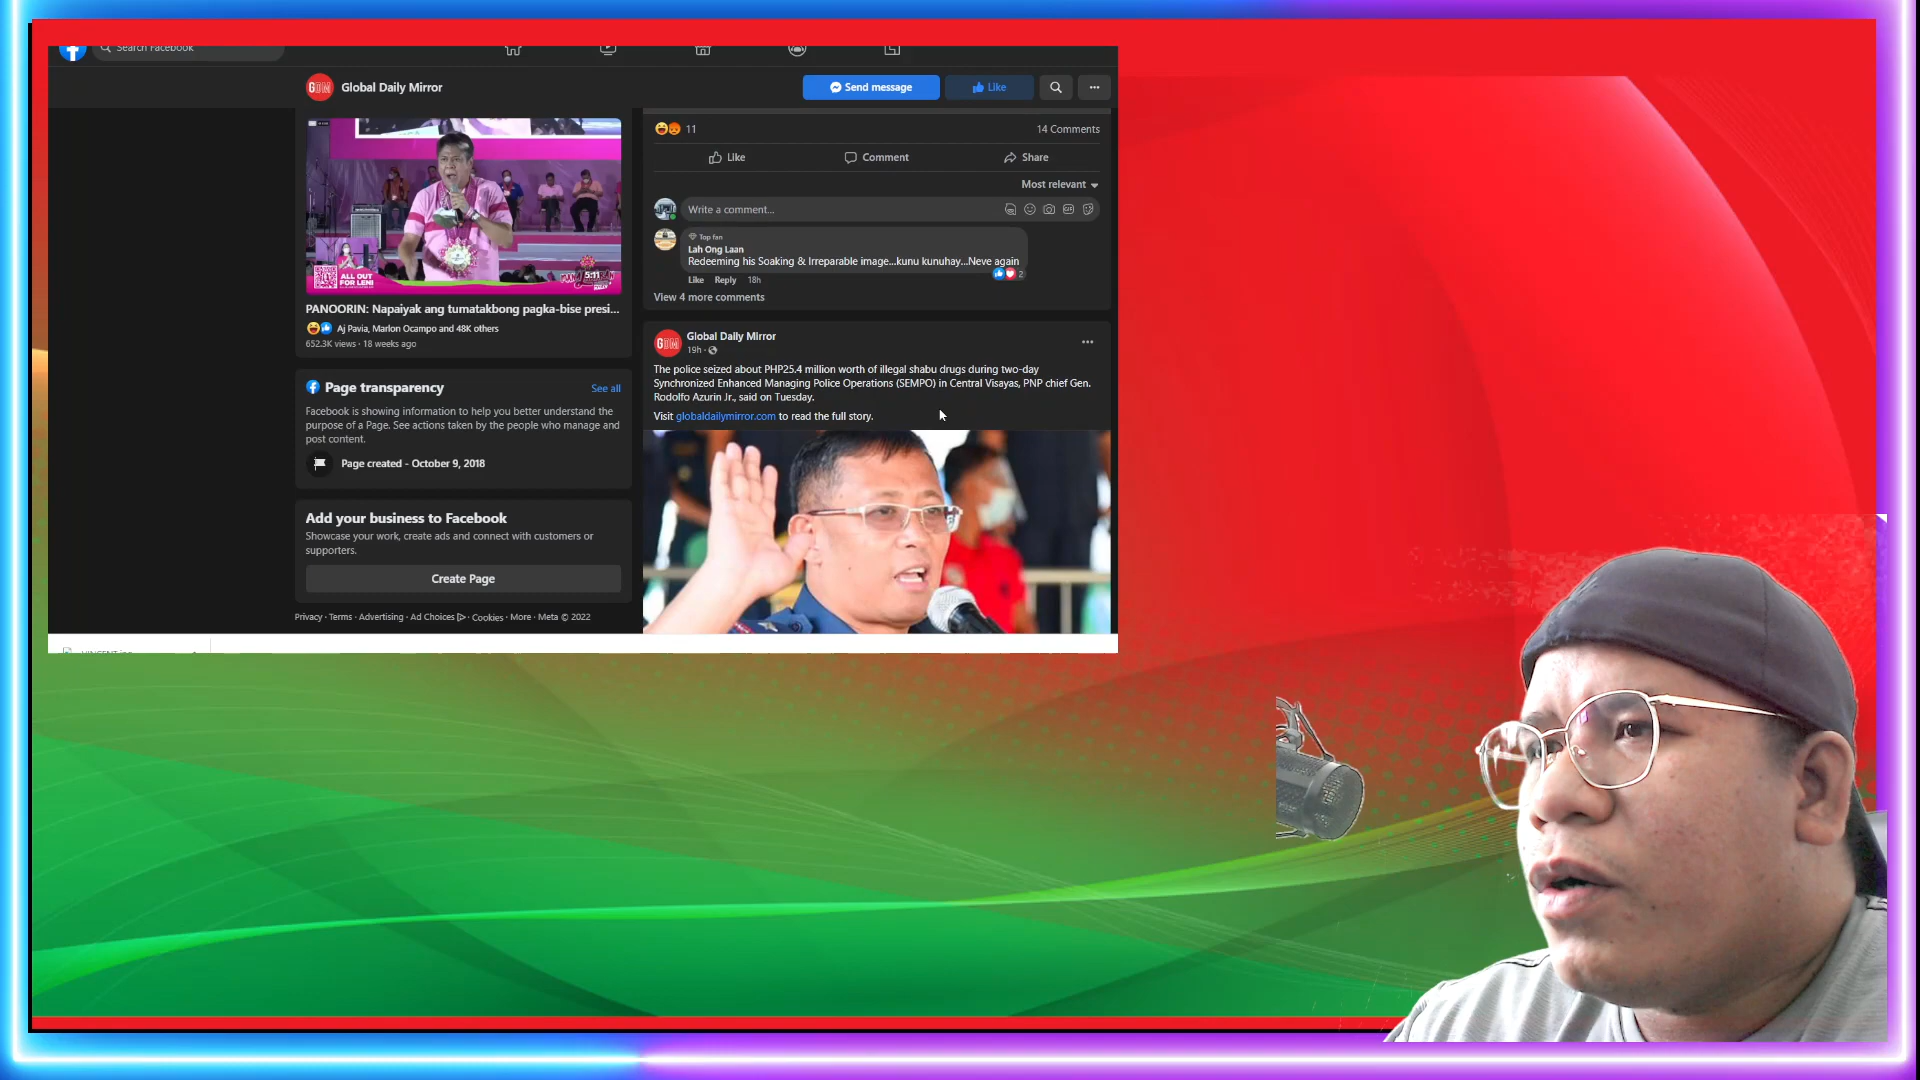 Search Facebook
GDM
Global Daily Mirror
Send message
Like
ALL OUT
FOR LENI
5:11
PANOORIN: Napaiyak ang tumatakbong pagka-bise presi...
Aj Pavia, Marlon Ocampo and 48K others
652.3K views · 18 weeks ago
Page transparency
See all
Facebook is showing information to help you better understand the
purpose of a Page. See actions taken by the people who manage and
post content.
Page created - October 9, 2018
Add your business to Facebook
Showcase your work, create ads and connect with customers or
supporters.
Create Page
Privacy · Terms · Advertising · Ad Choices · Cookies · More · Meta © 2022
11
14 Comments
Like
Comment
Share
Most relevant
Write a comment...
GIF
Top fan
Lah Ong Laan
Redeeming his Soaking & Irreparable image...kunu kunuhay...Neve again
2
Like Reply 18h
View 4 more comments
GDM
Global Daily Mirror
19h ·
The police seized about PHP25.4 million worth of illegal shabu drugs during two-day
Synchronized Enhanced Managing Police Operations (SEMPO) in Central Visayas, PNP chief Gen.
Rodolfo Azurin Jr., said on Tuesday.
Visit globaldailymirror.com to read the full story.